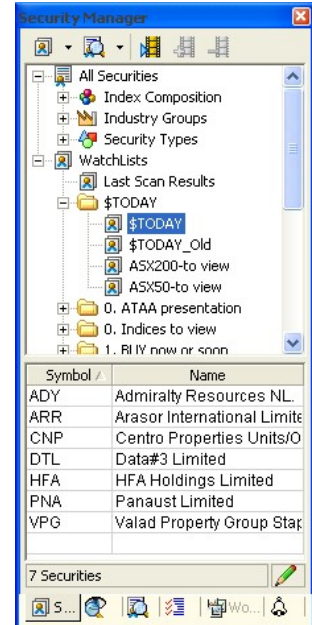 Security Manager
All Securities
Index Composition
Industry Groups
Security Types
WatchLists
Last Scan Results
$TODAY
$TODAY
$TODAY_Old
ASX200-to view
ASX50-to view
0. ATAA presentation
0. Indices to view
1. BUY now or soon
Symbol Name
ADY Admiralty Resources NL.
ARR Arasor International Limite
CNP Centro Properties Units/O
DTL Data#3 Limited
HFA HFA Holdings Limited
PNA Panaust Limited
VPG Valad Property Group Stap
7 Securities
S... Wo...